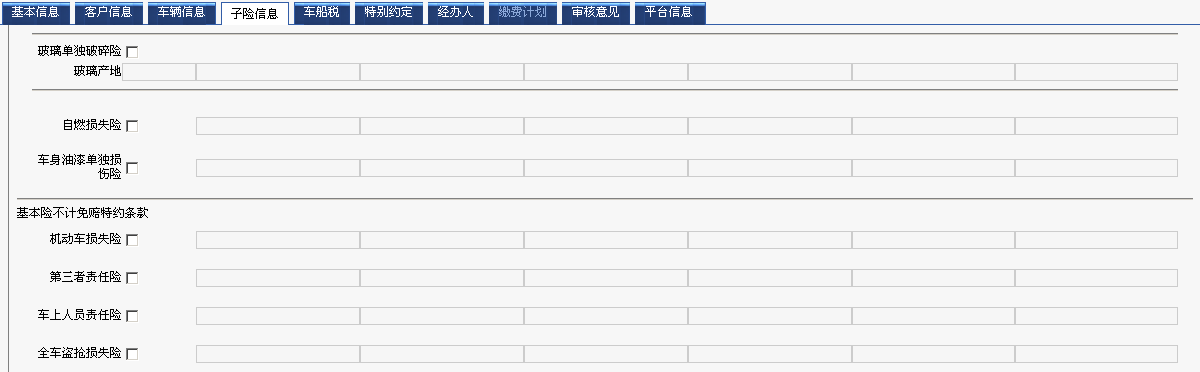 基本信息 客户信息 车辆信息 子险信息 车船税 特别约定 经办人 缴费计划 审核意见 平台信息
玻璃单独破碎险
玻璃产地
自燃损失险
车身油漆单独损
伤险
基本险不计免赔特约条款
机动车损失险
第三者责任险
车上人员责任险
全车盗抢损失险